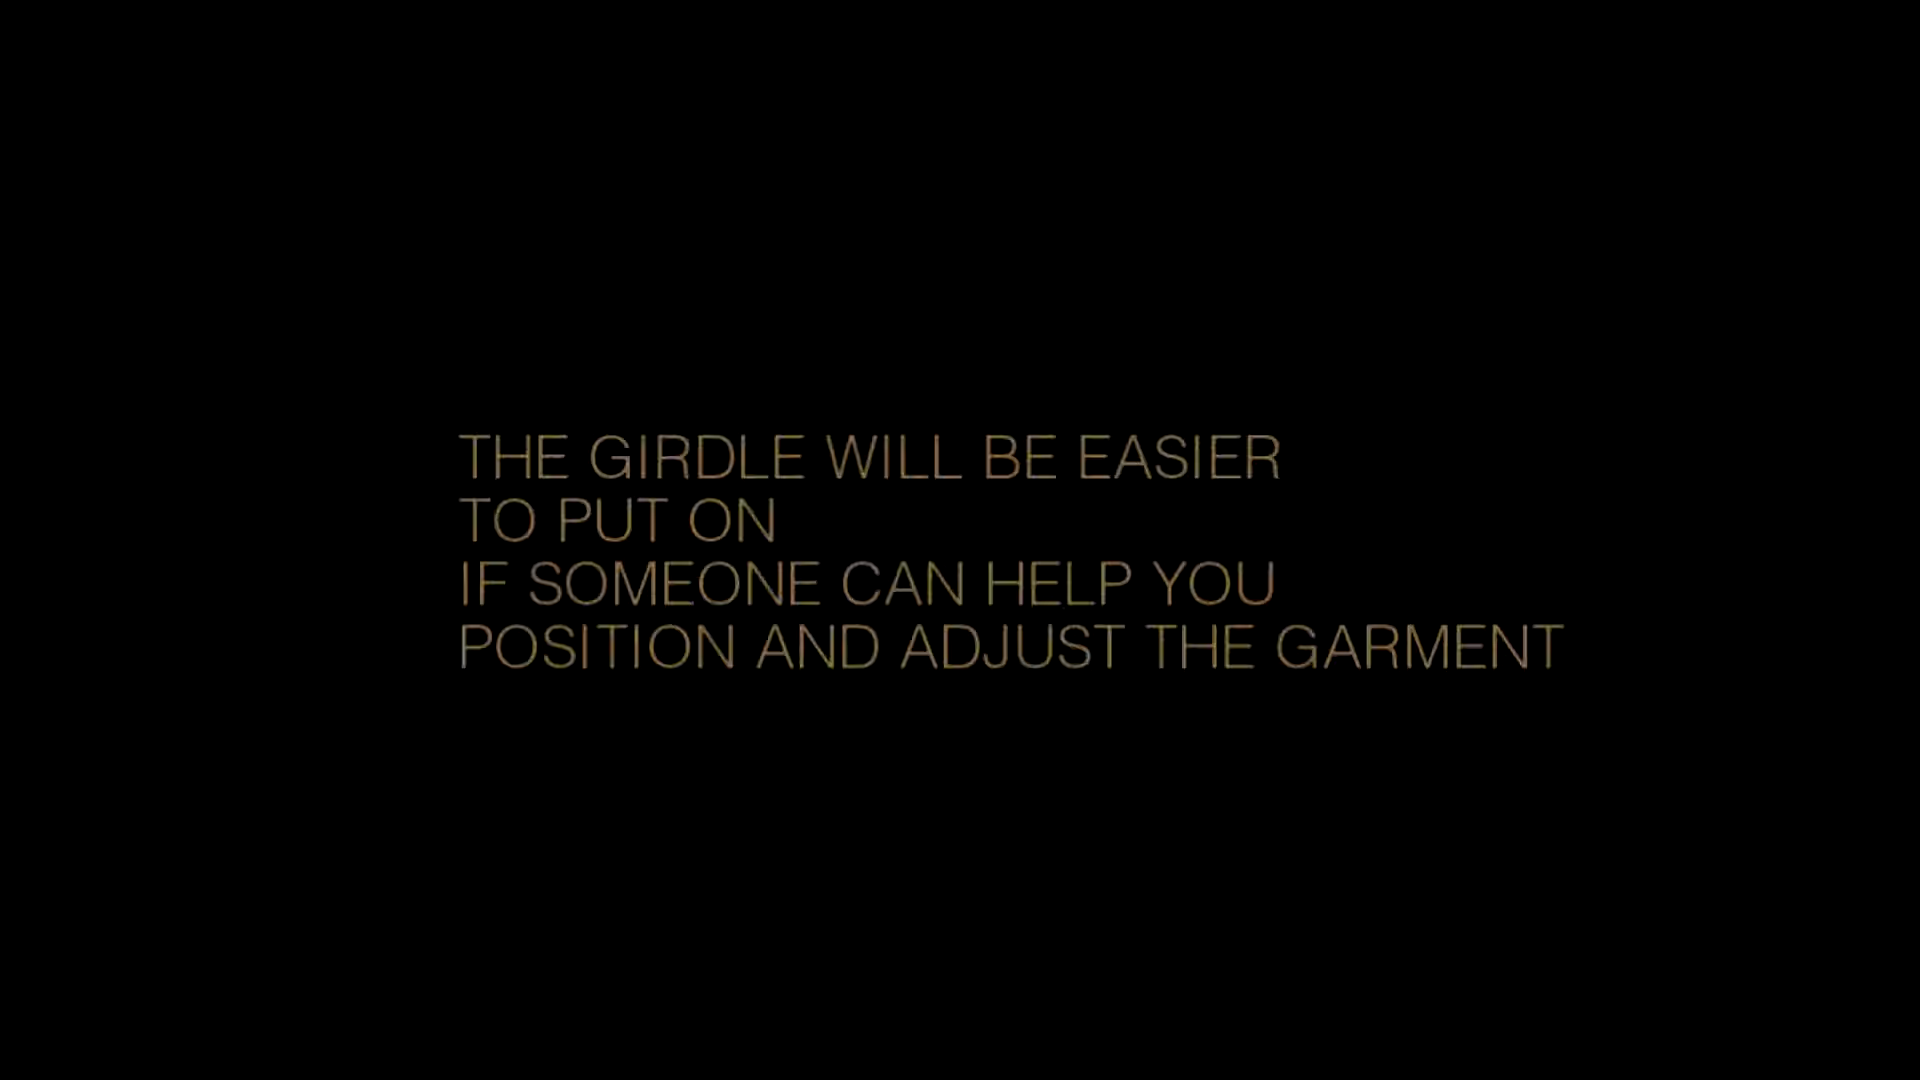 THE GIRDLE WILL BE EASIER
TO PUT ON
IF SOMEONE CAN HELP YOU
POSITION AND ADJUST THE GARMENT